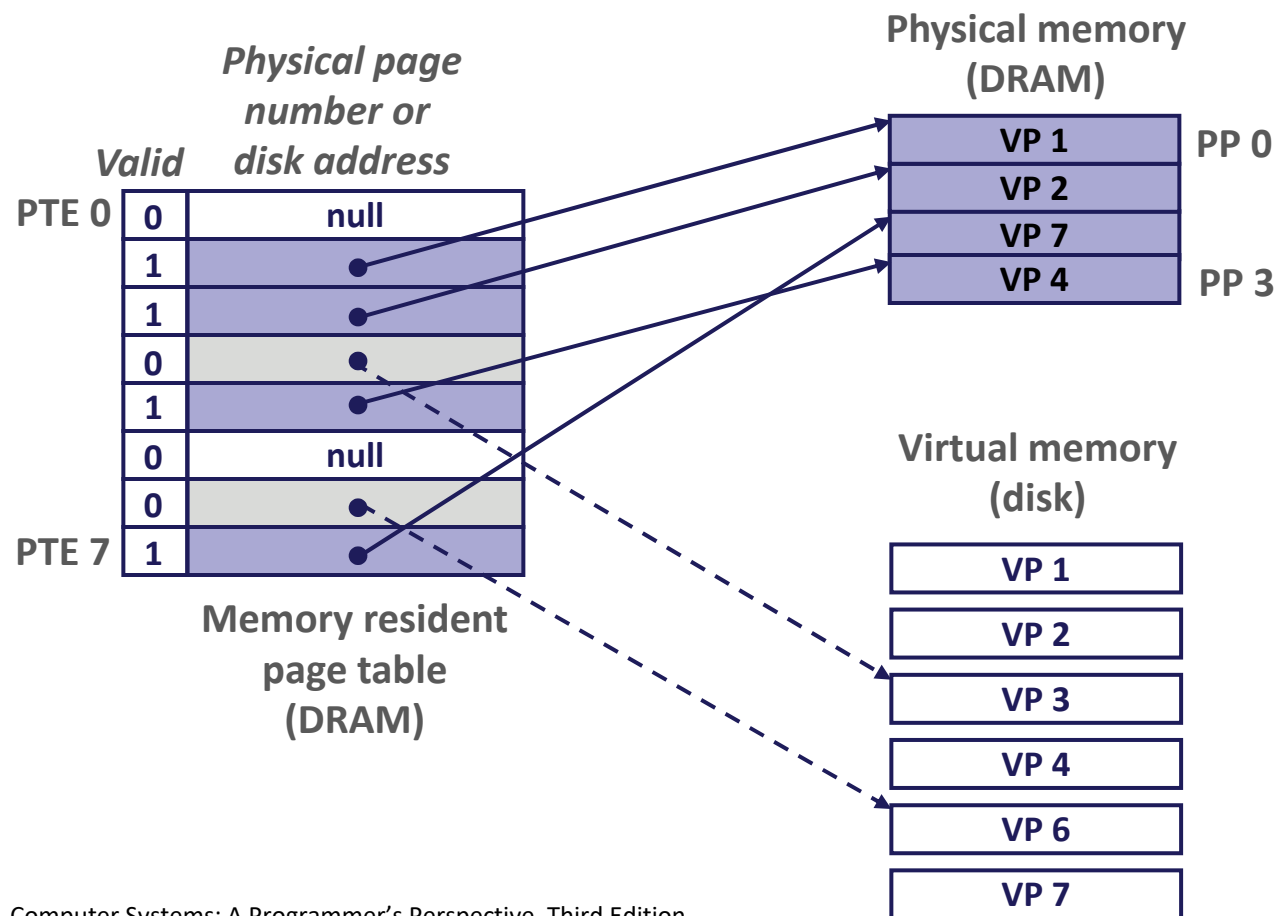 Physical page
number or
disk address
Valid
PTE 0
0
null
1
1
0
1
0
null
0
PTE 7
1
Memory resident
page table
(DRAM)
Physical memory
(DRAM)
VP 1
PP 0
VP 2
VP 7
VP 4
PP 3
Virtual memory
(disk)
VP 1
VP 2
VP 3
VP 4
VP 6
VP 7
Computer Systems: A Programmer's Perspective, Third Edition